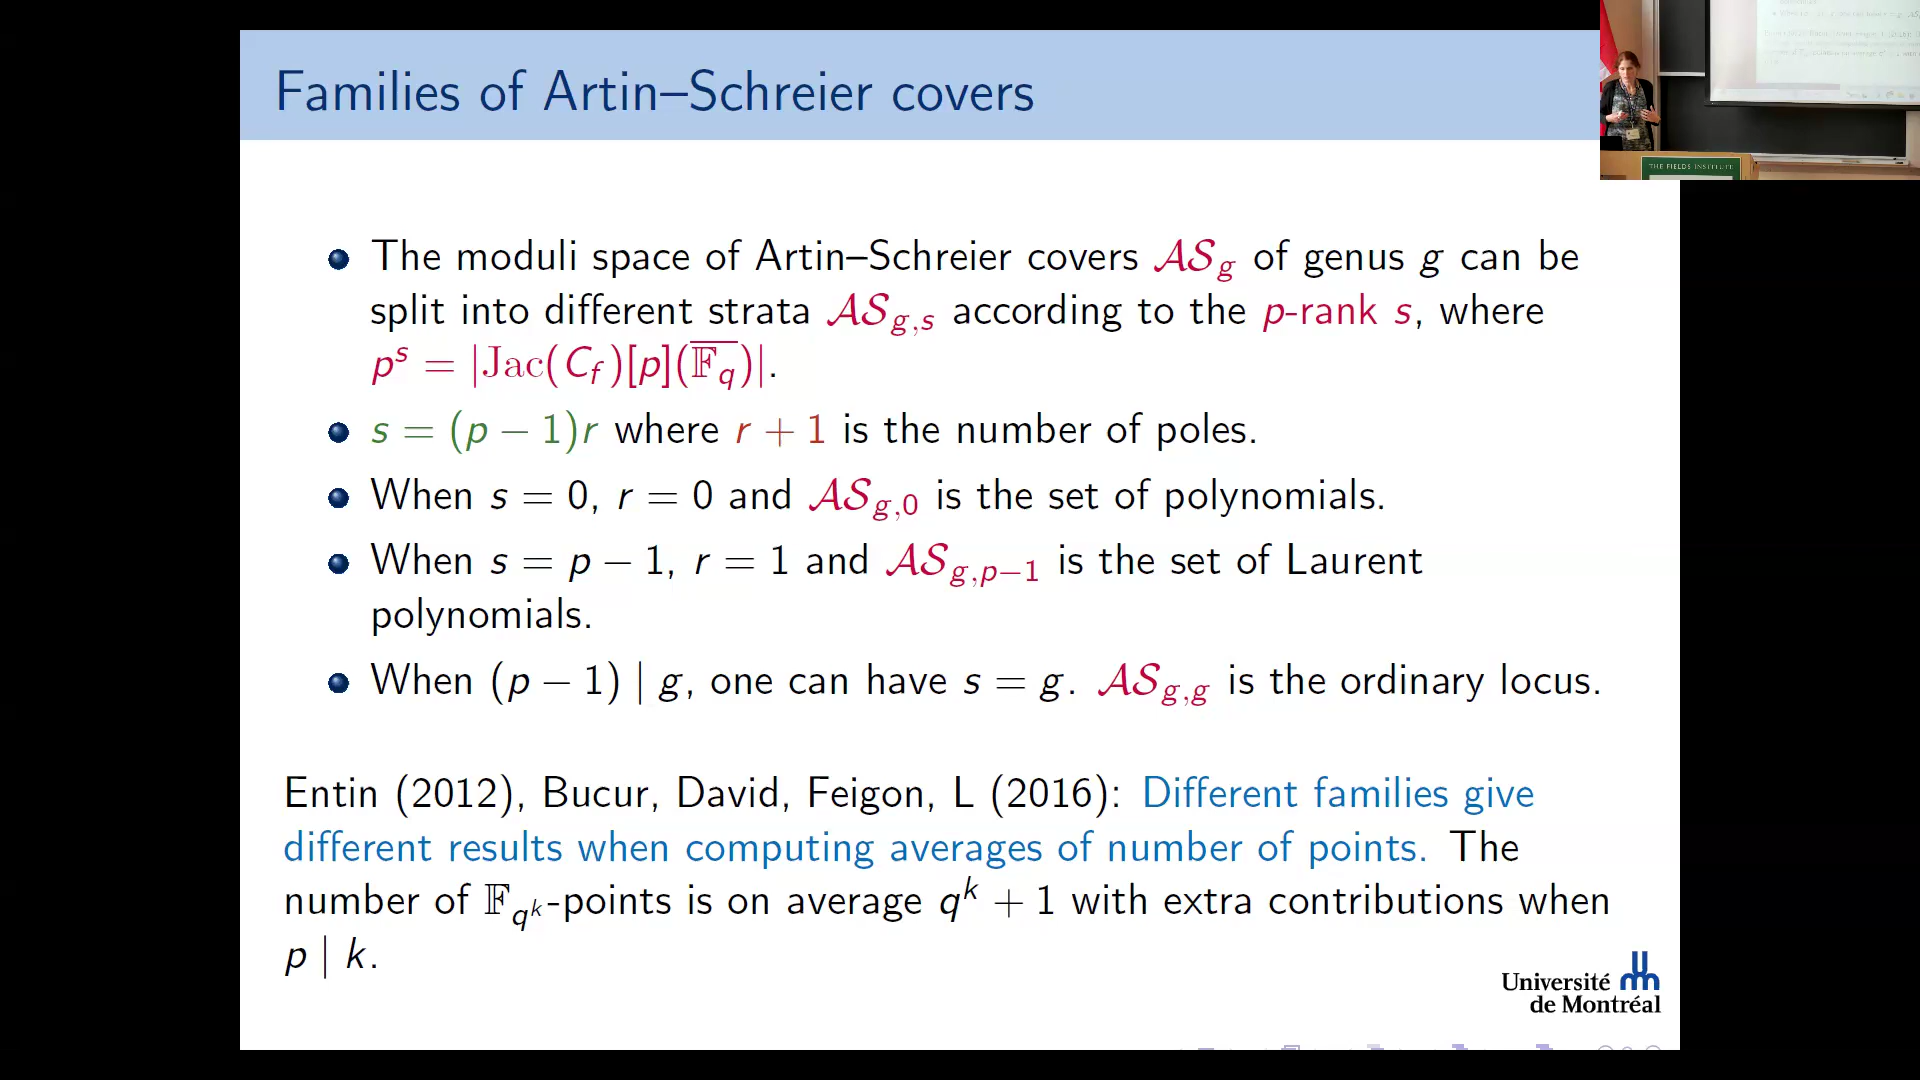 Families of Artin–Schreier covers
The moduli space of Artin–Schreier covers 𝒜𝒮_g of genus g can be
split into different strata 𝒜𝒮_{g,s} according to the p-rank s, where
p^s = |Jac(C_f)[p](\overline{𝔽_q})|.
s = (p − 1)r where r + 1 is the number of poles.
When s = 0, r = 0 and 𝒜𝒮_{g,0} is the set of polynomials.
When s = p − 1, r = 1 and 𝒜𝒮_{g,p−1} is the set of Laurent
polynomials.
When (p − 1) | g, one can have s = g. 𝒜𝒮_{g,g} is the ordinary locus.
Entin (2012), Bucur, David, Feigon, L (2016): Different families give
different results when computing averages of number of points. The
number of 𝔽_{q^k}-points is on average q^k + 1 with extra contributions when
p | k.
Université
de Montréal
THE FIELDS INSTITUTE